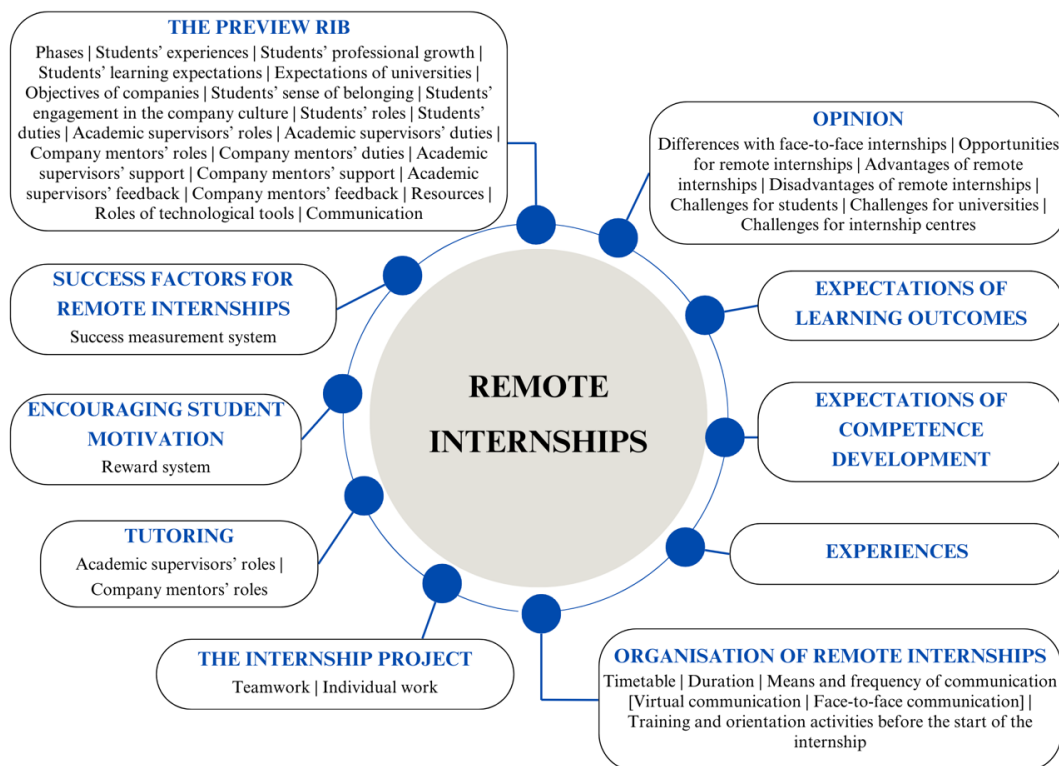 THE PREVIEW RIB
Phases | Students’ experiences | Students’ professional growth |
Students’ learning expectations | Expectations of universities |
Objectives of companies | Students’ sense of belonging | Students’
engagement in the company culture | Students’ roles | Students’
duties | Academic supervisors’ roles | Academic supervisors’ duties |
Company mentors’ roles | Company mentors’ duties | Academic
supervisors’ support | Company mentors’ support | Academic
supervisors’ feedback | Company mentors’ feedback | Resources |
Roles of technological tools | Communication
OPINION
Differences with face-to-face internships | Opportunities
for remote internships | Advantages of remote
internships | Disadvantages of remote internships |
Challenges for students | Challenges for universities |
Challenges for internship centres
EXPECTATIONS OF
LEARNING OUTCOMES
EXPECTATIONS OF
COMPETENCE
DEVELOPMENT
EXPERIENCES
ORGANISATION OF REMOTE INTERNSHIPS
Timetable | Duration | Means and frequency of communication
[Virtual communication | Face-to-face communication] |
Training and orientation activities before the start of the
internship
THE INTERNSHIP PROJECT
Teamwork | Individual work
TUTORING
Academic supervisors’ roles |
Company mentors’ roles
ENCOURAGING STUDENT
MOTIVATION
Reward system
SUCCESS FACTORS FOR
REMOTE INTERNSHIPS
Success measurement system
REMOTE
INTERNSHIPS